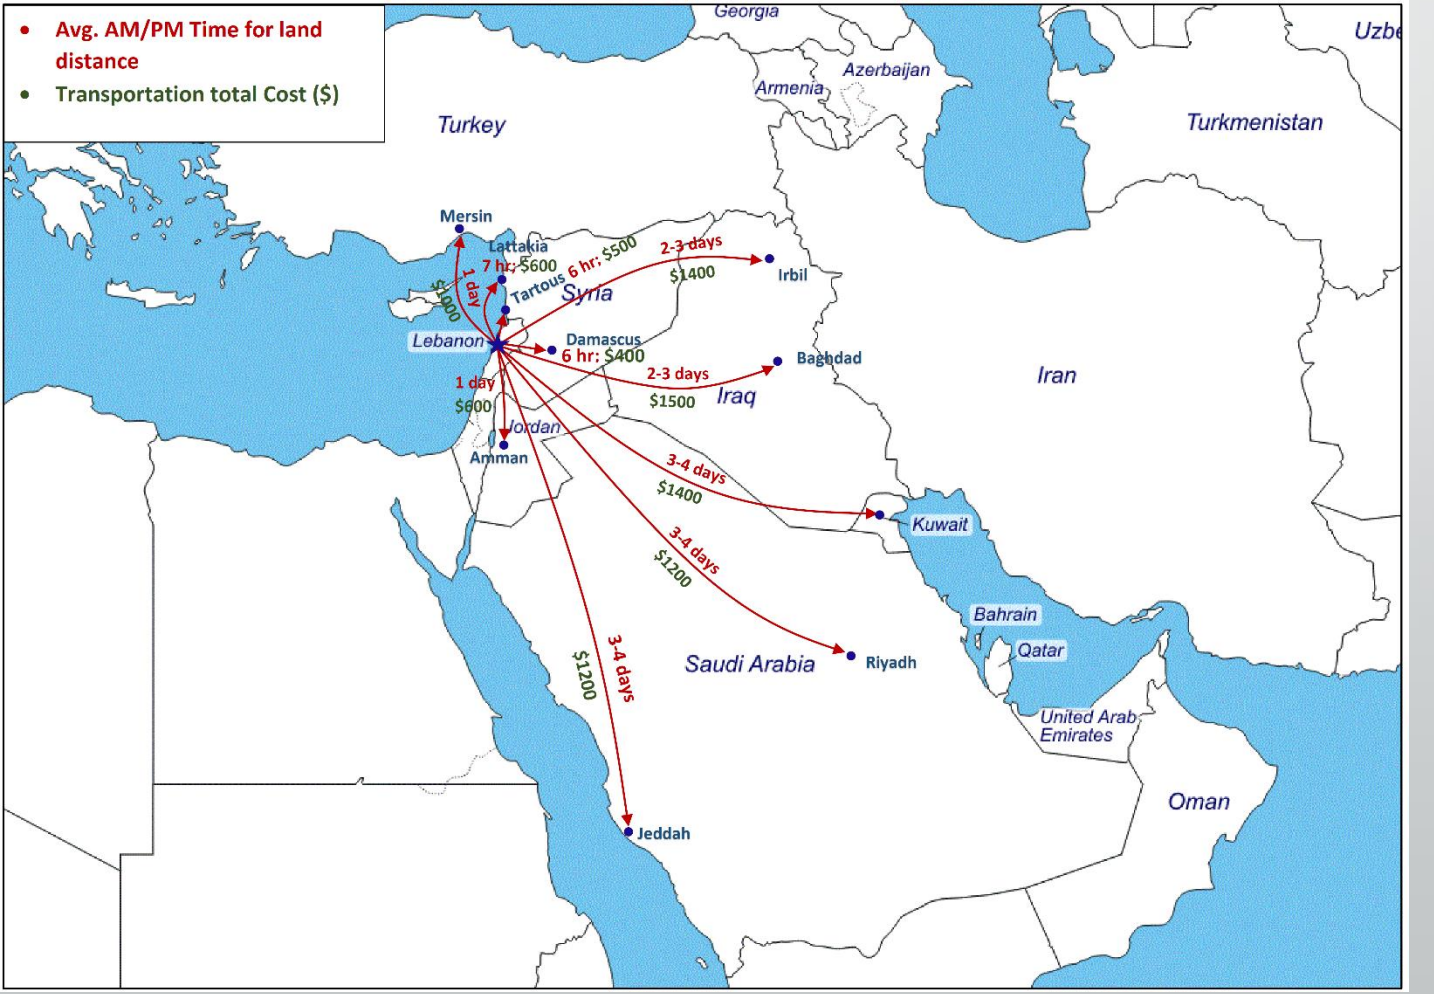 • Avg. AM/PM Time for land
distance
• Transportation total Cost ($)
Georgia
Uzbe
Azerbaijan
Armenia
Turkey
Turkmenistan
Mersin
Lattakia
7 hr; $600
Tartous 6 hr; $500
2-3 days
$1400
Irbil
1 day
$1000
Syria
Lebanon
Damascus
6 hr; $400
2-3 days
$1500
Baghdad
Iraq
Iran
1 day
$600
Jordan
Amman
3-4 days
$1400
Kuwait
3-4 days
$1200
Bahrain
Qatar
3-4 days
$1200
Saudi Arabia
Riyadh
United Arab
Emirates
Oman
Jeddah